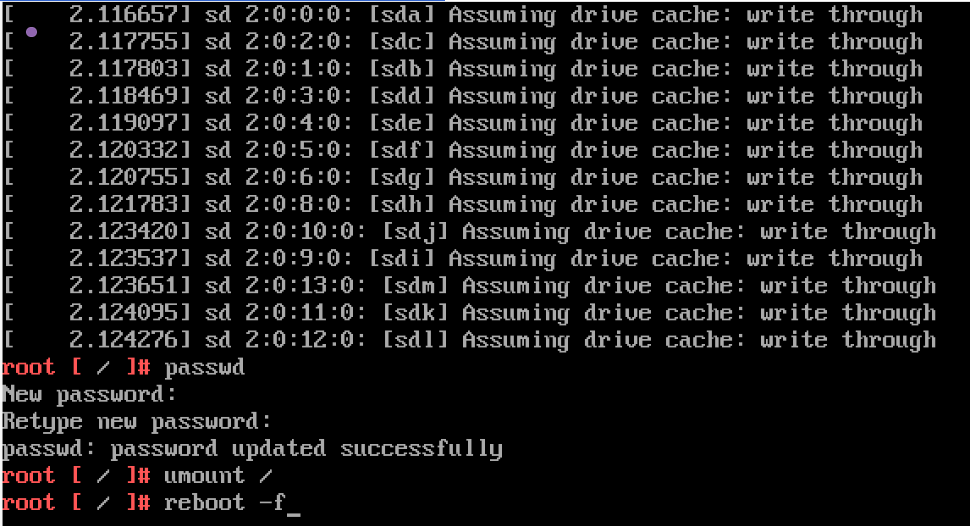 [    2.116657] sd 2:0:0:0: [sda] Assuming drive cache: write through
[    2.117755] sd 2:0:2:0: [sdc] Assuming drive cache: write through
[    2.117803] sd 2:0:1:0: [sdb] Assuming drive cache: write through
[    2.118469] sd 2:0:3:0: [sdd] Assuming drive cache: write through
[    2.119097] sd 2:0:4:0: [sde] Assuming drive cache: write through
[    2.120332] sd 2:0:5:0: [sdf] Assuming drive cache: write through
[    2.120755] sd 2:0:6:0: [sdg] Assuming drive cache: write through
[    2.121783] sd 2:0:8:0: [sdh] Assuming drive cache: write through
[    2.123420] sd 2:0:10:0: [sdj] Assuming drive cache: write through
[    2.123537] sd 2:0:9:0: [sdi] Assuming drive cache: write through
[    2.123651] sd 2:0:13:0: [sdm] Assuming drive cache: write through
[    2.124095] sd 2:0:11:0: [sdk] Assuming drive cache: write through
[    2.124276] sd 2:0:12:0: [sdl] Assuming drive cache: write through
root [ / ]# passwd
New password:
Retype new password:
passwd: password updated successfully
root [ / ]# umount /
root [ / ]# reboot -f_